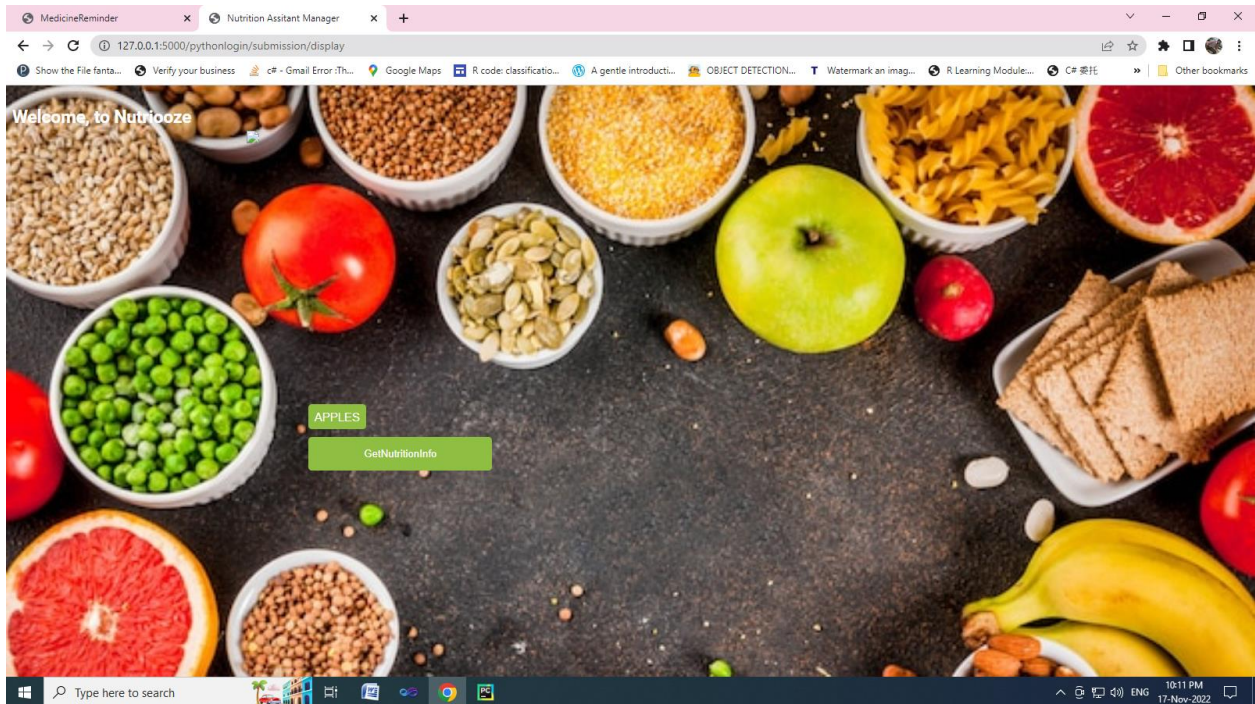 MedicineReminder
Nutrition Assitant Manager
127.0.0.1:5000/pythonlogin/submission/display
Show the File fanta...
Verify your business
c# - Gmail Error :Th...
Google Maps
R code: classificatio...
A gentle introducti...
OBJECT DETECTION...
Watermark an imag...
R Learning Module:...
C# 委托
»
Other bookmarks
Welcome, to Nutriooze
APPLES
GetNutritionInfo
Type here to search
ENG
10:11 PM
17-Nov-2022